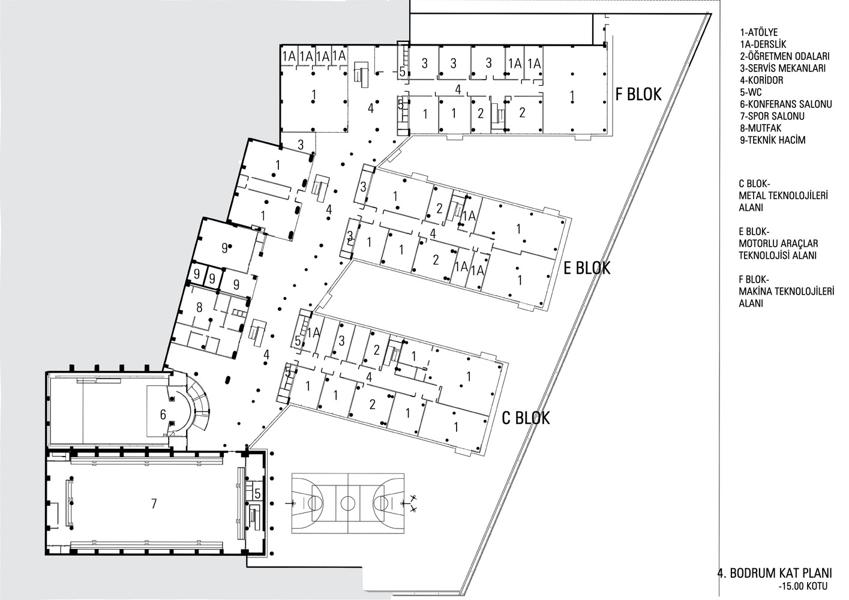 1A 1A 1A 1A
1
4
5
5
3 3 3 1A 1A
4
1 1 2 2
1
F BLOK
3
1
1
4
3
3
1 2 1A 1
4
1 1 2 1A 1A 1
E BLOK
9
9 9 9
8
4
5
5
1A 3 2 1 1
4
1 1 2 1 1
C BLOK
6
7
5
1-ATÖLYE
1A-DERSLİK
2-ÖĞRETMEN ODALARI
3-SERVİS MEKANLARI
4-KORİDOR
5-WC
6-KONFERANS SALONU
7-SPOR SALONU
8-MUTFAK
9-TEKNİK HACİM
C BLOK-
METAL TEKNOLOJİLERİ
ALANI
E BLOK-
MOTORLU ARAÇLAR
TEKNOLOJİSİ ALANI
F BLOK-
MAKİNA TEKNOLOJİLERİ
ALANI
4. BODRUM KAT PLANI
-15.00 KOTU